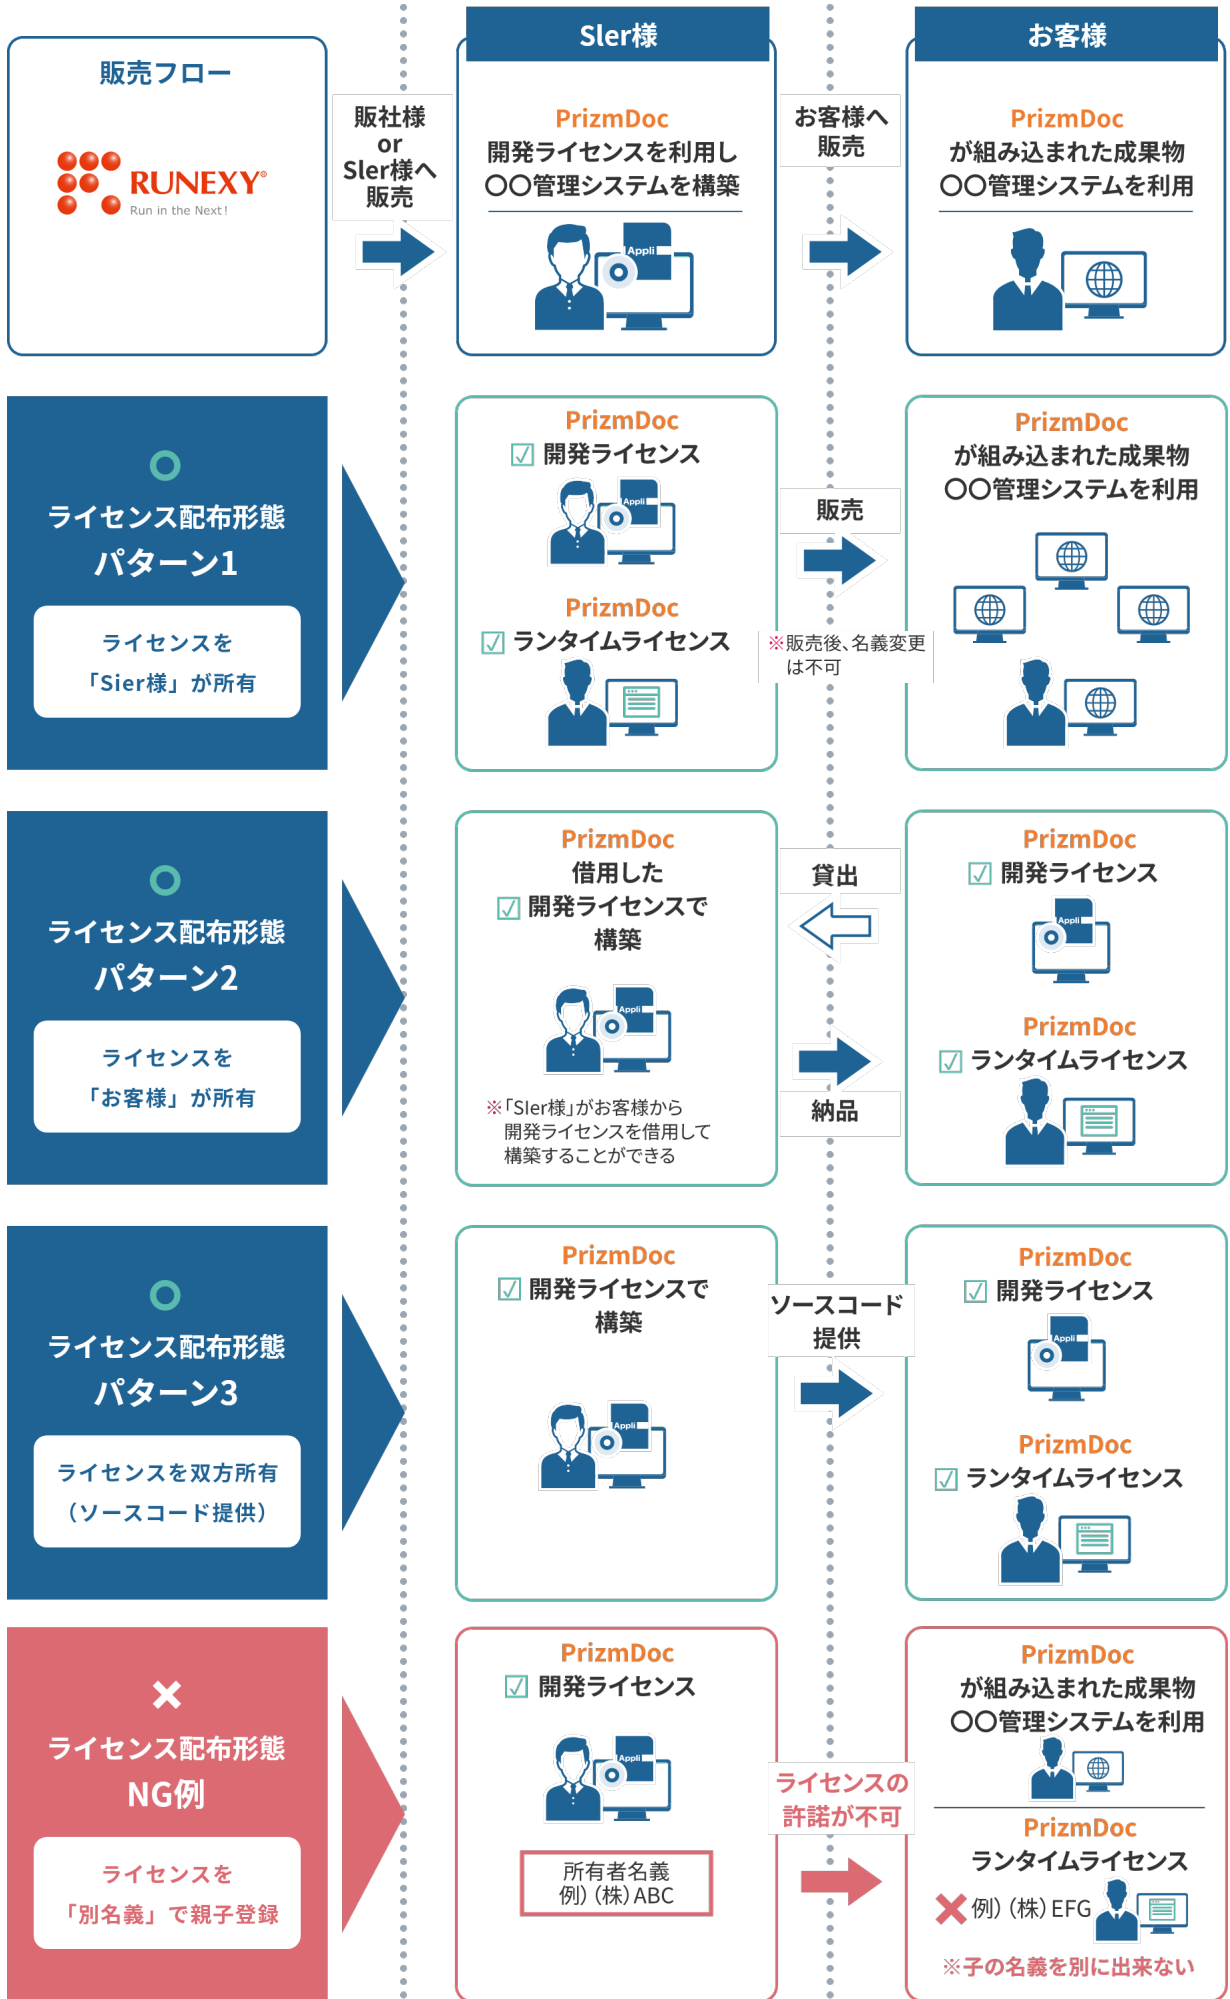 販売フロー
RUNEXY®
Run in the Next!
販社様
or
SIer様へ
販売
SIer様
PrizmDoc
開発ライセンスを利用し
〇〇管理システムを構築
Appli
お客様へ
販売
お客様
PrizmDoc
が組み込まれた成果物
〇〇管理システムを利用
ライセンス配布形態
パターン1
ライセンスを
「Sier様」が所有
PrizmDoc
☑ 開発ライセンス
Appli
PrizmDoc
☑ ランタイムライセンス
販売
※販売後、名義変更
は不可
PrizmDoc
が組み込まれた成果物
〇〇管理システムを利用
ライセンス配布形態
パターン2
ライセンスを
「お客様」が所有
PrizmDoc
借用した
☑ 開発ライセンスで
構築
Appli
※「SIer様」がお客様から
開発ライセンスを借用して
構築することができる
貸出
納品
PrizmDoc
☑ 開発ライセンス
Appli
PrizmDoc
☑ ランタイムライセンス
ライセンス配布形態
パターン3
ライセンスを双方所有
（ソースコード提供）
PrizmDoc
☑ 開発ライセンスで
構築
Appli
ソースコード
提供
PrizmDoc
☑ 開発ライセンス
Appli
PrizmDoc
☑ ランタイムライセンス
ライセンス配布形態
NG例
ライセンスを
「別名義」で親子登録
PrizmDoc
☑ 開発ライセンス
Appli
所有者名義
例）（株）ABC
ライセンスの
許諾が不可
PrizmDoc
が組み込まれた成果物
〇〇管理システムを利用
PrizmDoc
ランタイムライセンス
例）（株）EFG
※子の名義を別に出来ない